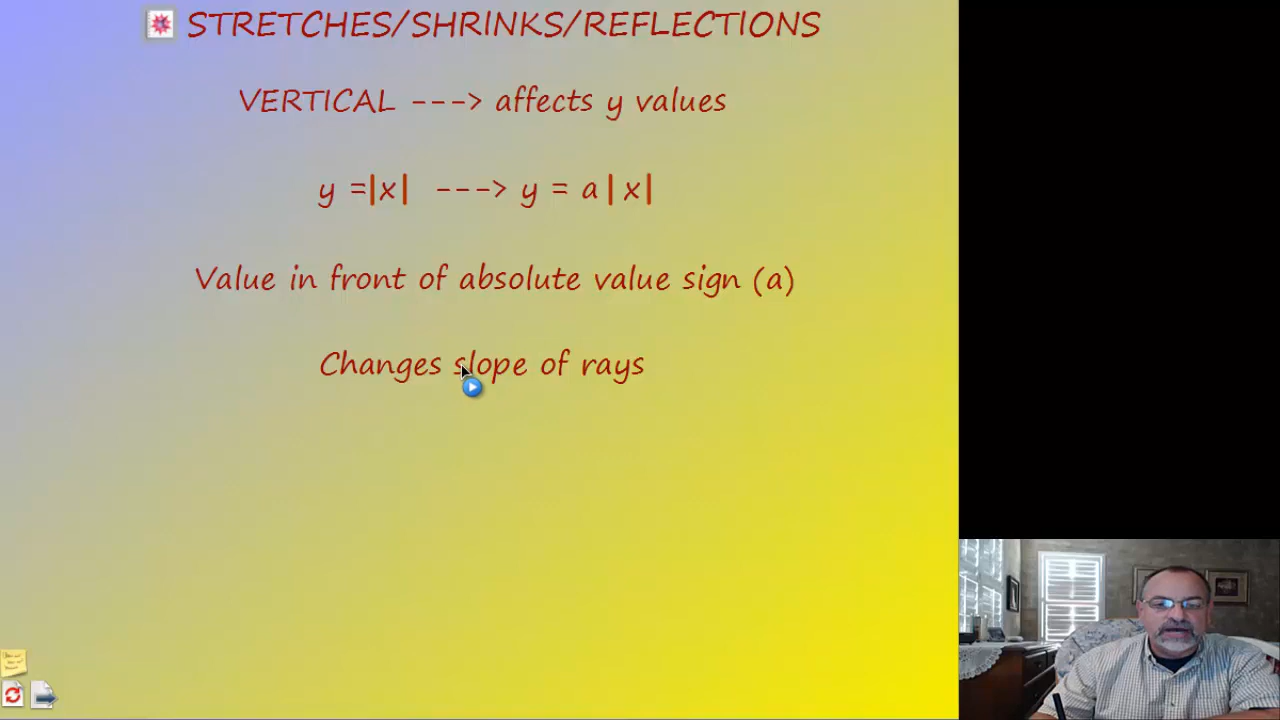 STRETCHES/SHRINKS/REFLECTIONS
VERTICAL ---> affects y values
y =|x| ---> y = a | x|
Value in front of absolute value sign (a)
Changes slope of rays